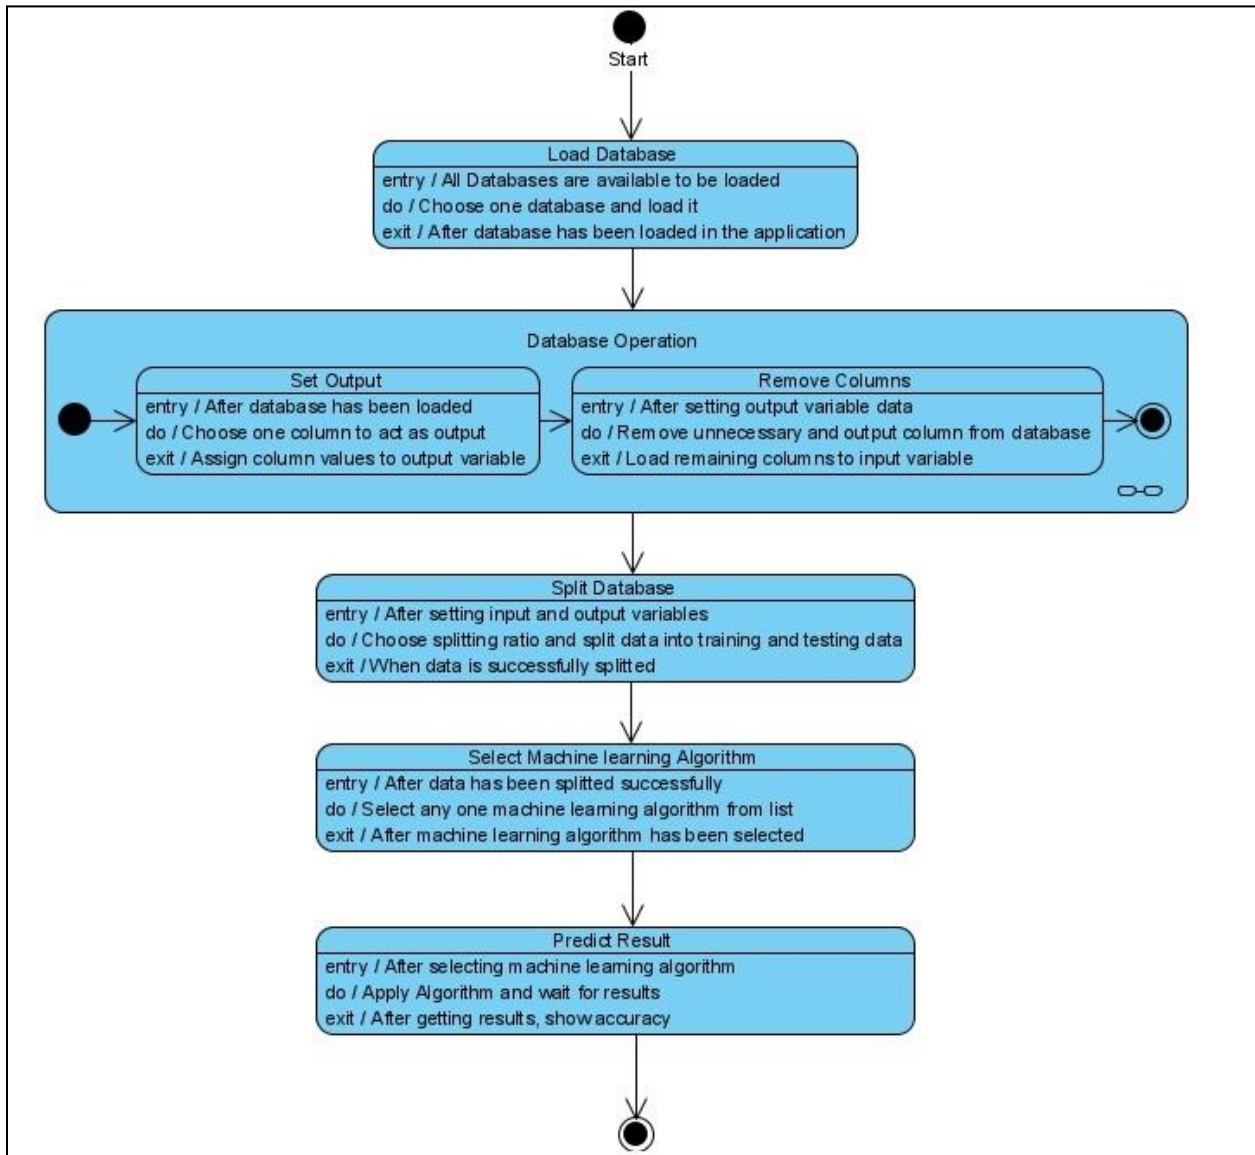 Start
Load Database
entry / All Databases are available to be loaded
do / Choose one database and load it
exit / After database has been loaded in the application
Database Operation
Set Output
entry / After database has been loaded
do / Choose one column to act as output
exit / Assign column values to output variable
Remove Columns
entry / After setting output variable data
do / Remove unnecessary and output column from database
exit / Load remaining columns to input variable
Split Database
entry / After setting input and output variables
do / Choose splitting ratio and split data into training and testing data
exit / When data is successfully splitted
Select Machine learning Algorithm
entry / After data has been splitted successfully
do / Select any one machine learning algorithm from list
exit / After machine learning algorithm has been selected
Predict Result
entry / After selecting machine learning algorithm
do / Apply Algorithm and wait for results
exit / After getting results, show accuracy